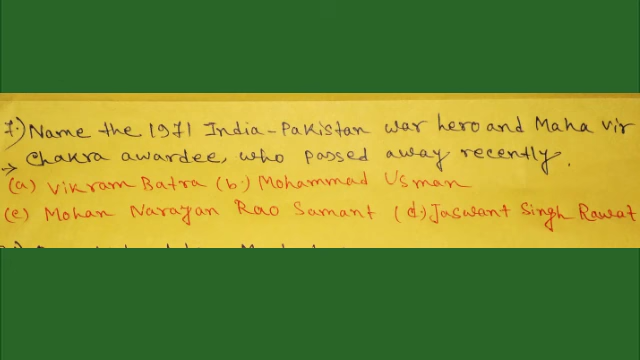 7.) Name the 1971 India-Pakistan war hero and Maha vir
→ Chakra awardee, who passed away recently.
(a) Vikram Batra (b.) Mohammad Usman
(e) Mohan Narayan Rao Samant (d.) Jaswant Singh Rawat